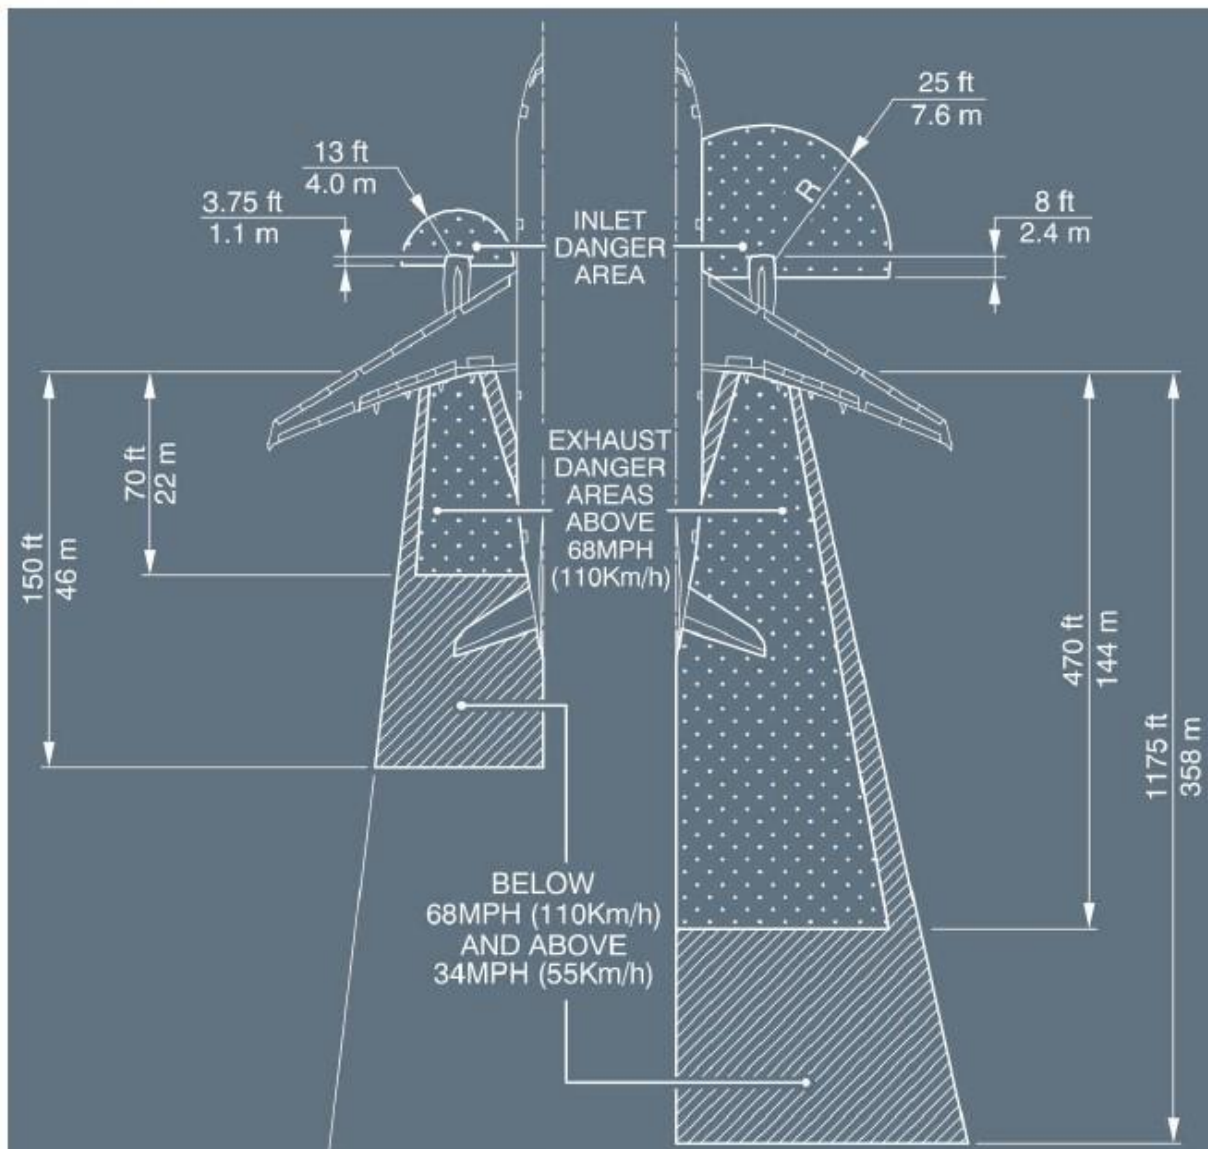 13 ft
4.0 m
3.75 ft
1.1 m
25 ft
7.6 m
R
8 ft
2.4 m
INLET
DANGER
AREA
150 ft
46 m
70 ft
22 m
EXHAUST
DANGER
AREAS
ABOVE
68MPH
(110Km/h)
470 ft
144 m
1175 ft
358 m
BELOW
68MPH (110Km/h)
AND ABOVE
34MPH (55Km/h)